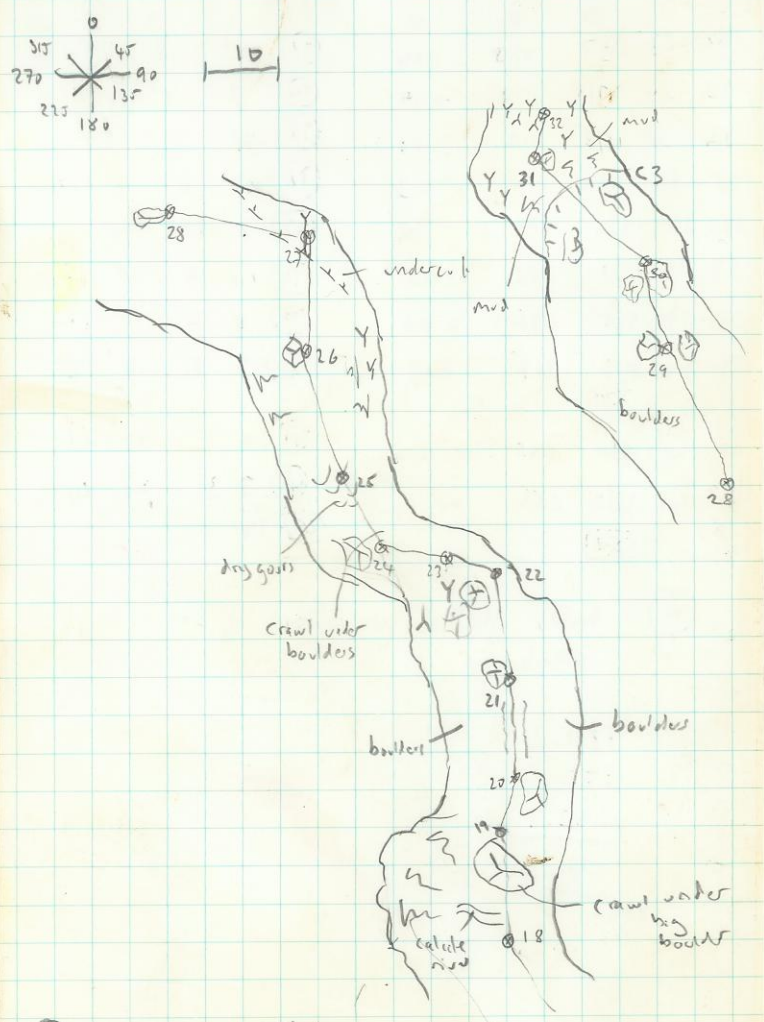 0
315
45
270
90
225
135
180
10
32
mud
31
C3
30
mud
29
boulders
28
28
27
undercut
26
25
dry gours
24
23
22
crawl under
boulders
21
boulders
boulders
20
19
crawl under
big
boulder
calcite
river
18